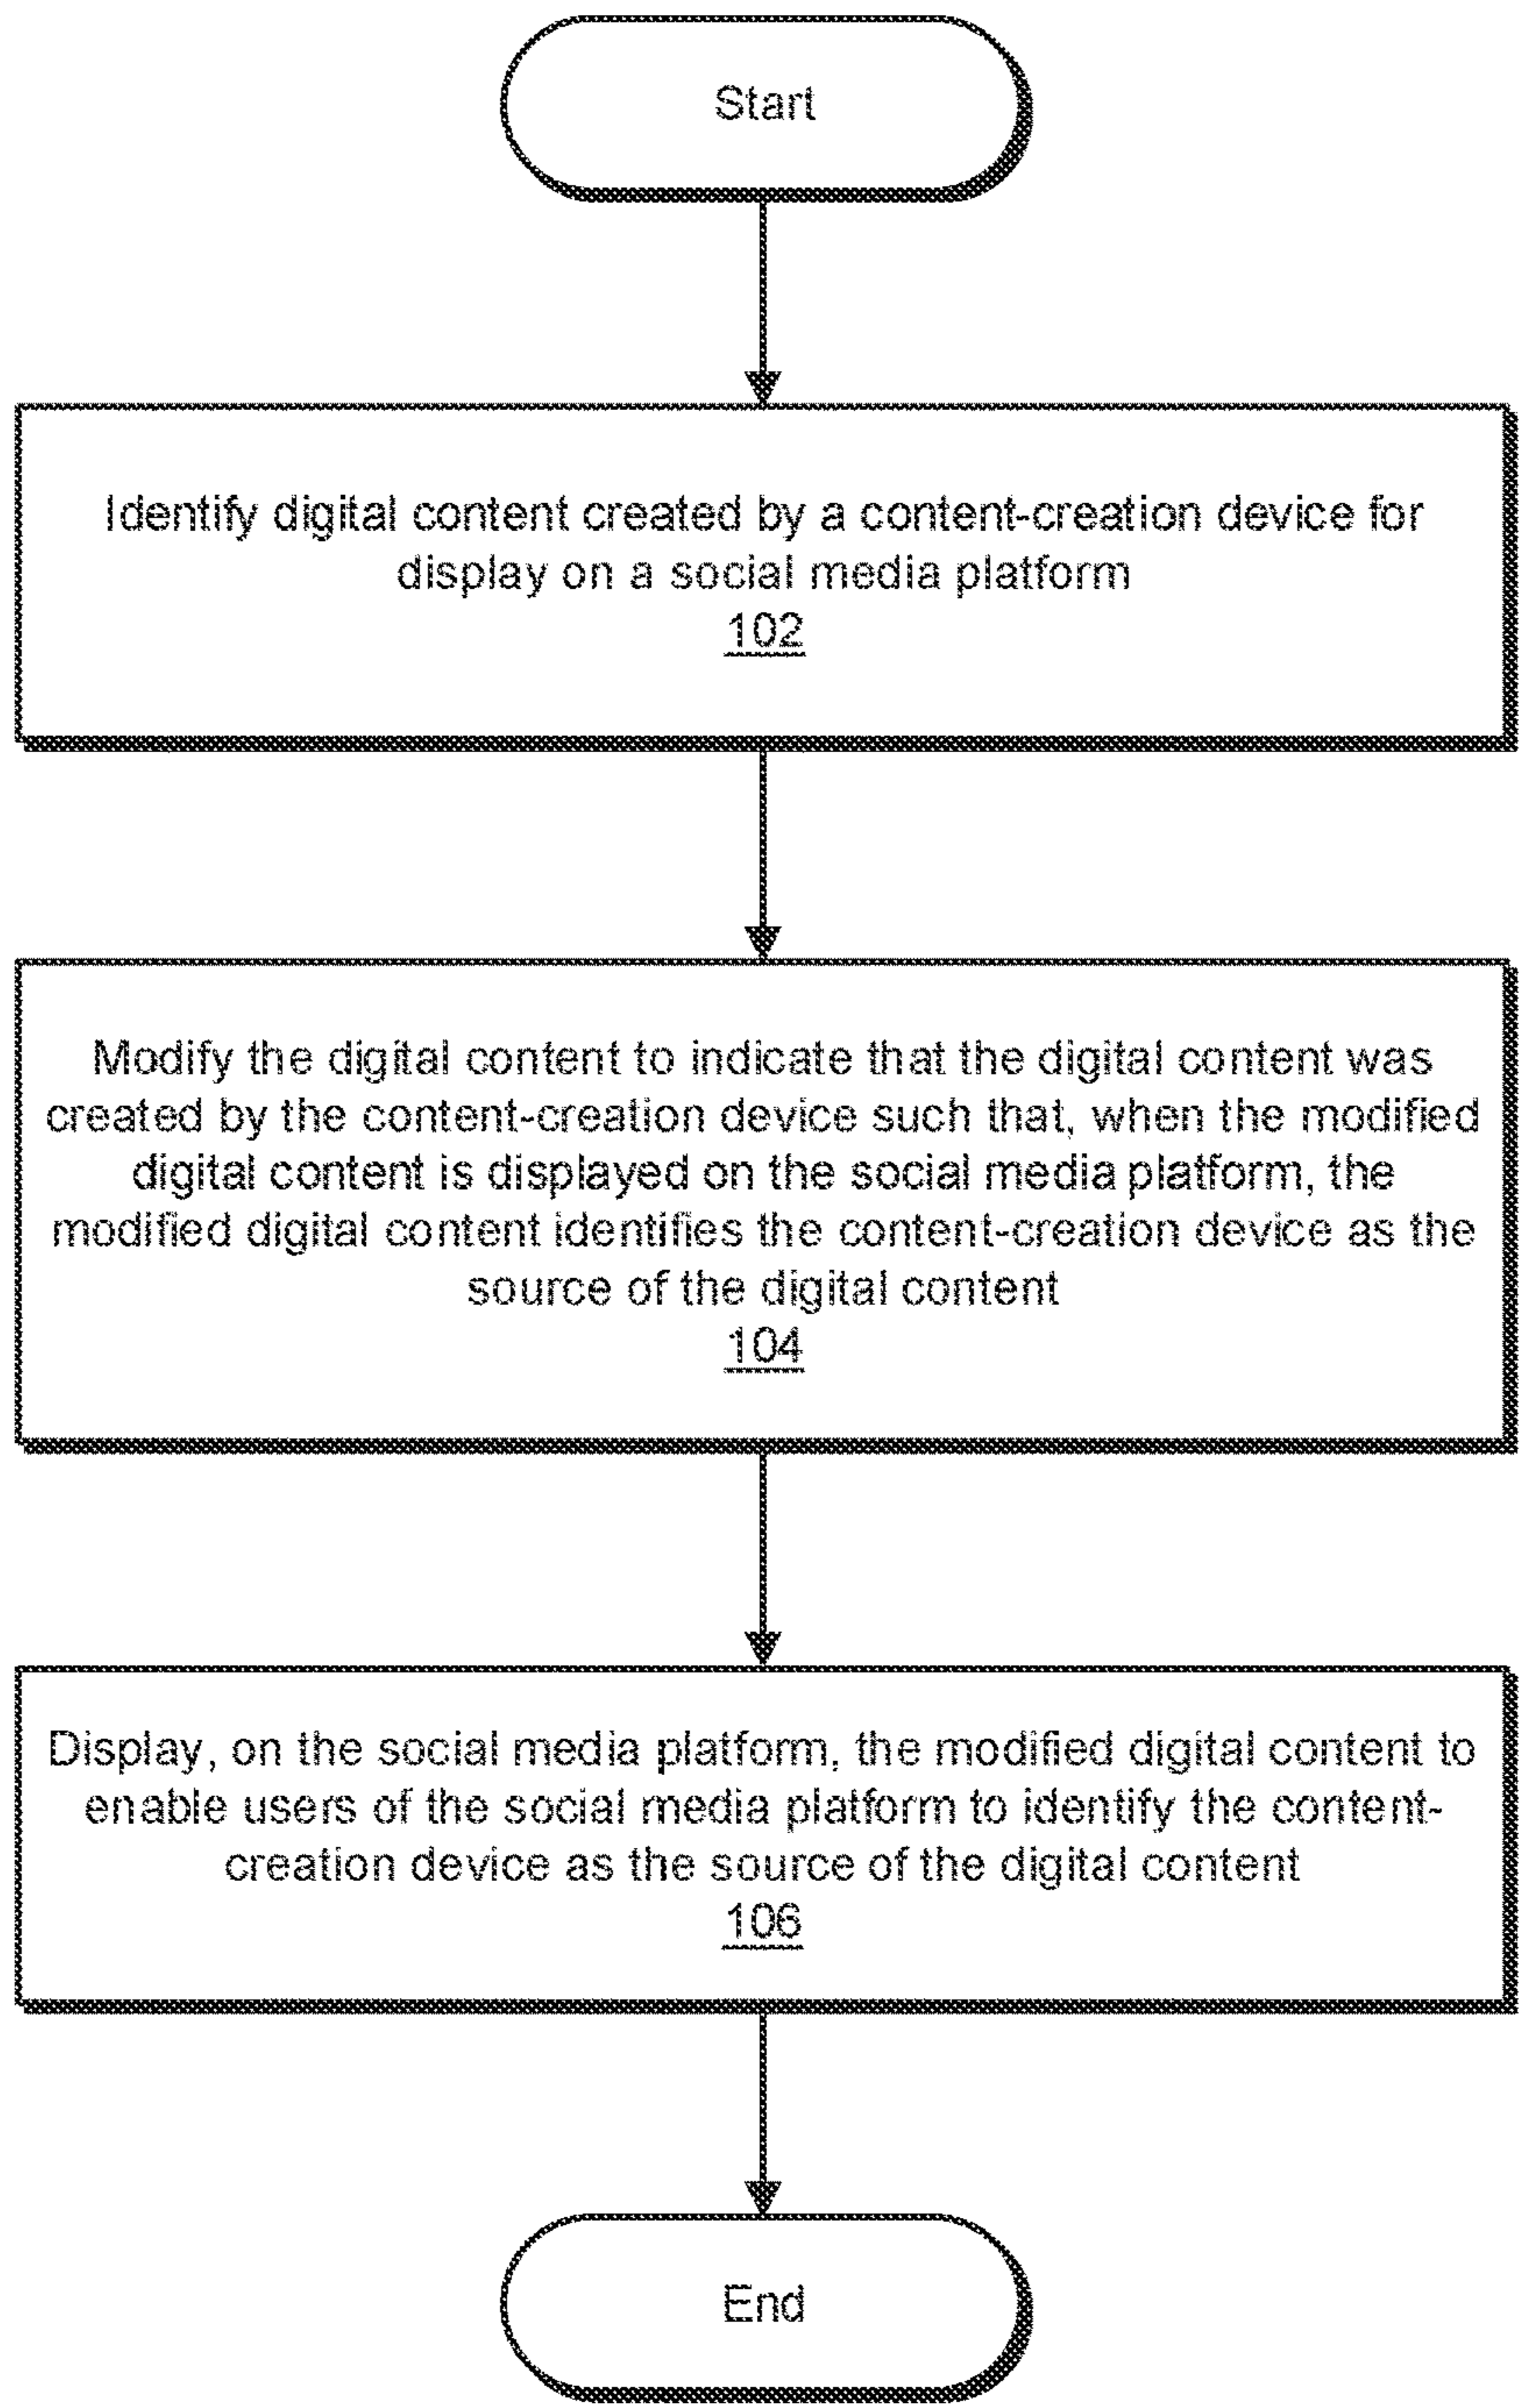 Start
Identify digital content created by a content-creation device for
display on a social media platform
102
Modify the digital content to indicate that the digital content was
created by the content-creation device such that, when the modified
digital content is displayed on the social media platform, the
modified digital content identifies the content-creation device as the
source of the digital content
104
Display, on the social media platform, the modified digital content to
enable users of the social media platform to identify the content-
creation device as the source of the digital content
106
End